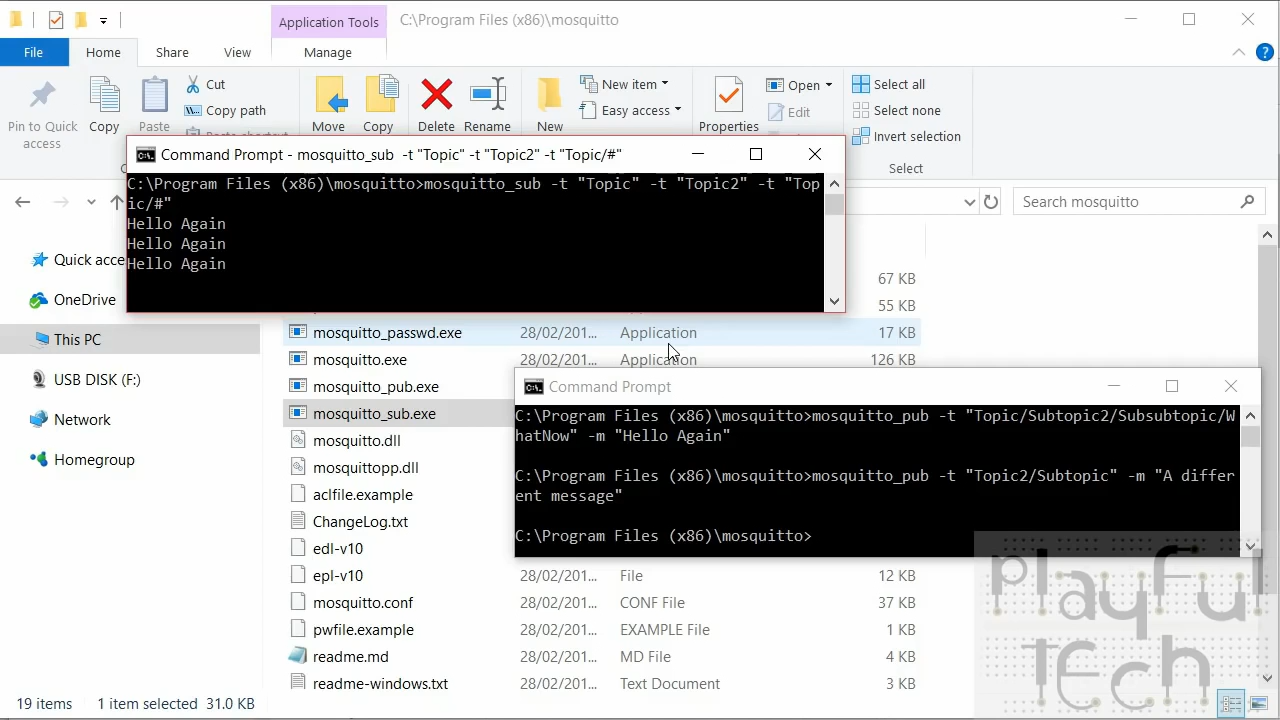 Application Tools
C:\Program Files (x86)\mosquitto
File
Home
Share
View
Manage
Pin to Quick access
Copy
Paste
Cut
Copy path
Paste shortcut
Move
Copy
Delete
Rename
New
New item
Easy access
Properties
Open
Edit
Select all
Select none
Invert selection
Select
Search mosquitto
Command Prompt - mosquitto_sub  -t "Topic" -t "Topic2" -t "Topic/#"
C:\Program Files (x86)\mosquitto>mosquitto_sub -t "Topic" -t "Topic2" -t "Top
ic/#"
Hello Again
Hello Again
Hello Again
Quick acce
OneDrive
This PC
USB DISK (F:)
Network
Homegroup
67 KB
55 KB
mosquitto_passwd.exe 28/02/201... Application 17 KB
mosquitto.exe 28/02/201... Application 126 KB
mosquitto_pub.exe
mosquitto_sub.exe
mosquitto.dll
mosquittopp.dll
aclfile.example
ChangeLog.txt
edl-v10
Command Prompt
C:\Program Files (x86)\mosquitto>mosquitto_pub -t "Topic/Subtopic2/Subsubtopic/W
hatNow" -m "Hello Again"
C:\Program Files (x86)\mosquitto>mosquitto_pub -t "Topic2/Subtopic" -m "A differ
ent message"
C:\Program Files (x86)\mosquitto>
epl-v10 28/02/201... File 12 KB
mosquitto.conf 28/02/201... CONF File 37 KB
pwfile.example 28/02/201... EXAMPLE File 1 KB
readme.md 28/02/201... MD File 4 KB
readme-windows.txt 28/02/201... Text Document 3 KB
19 items 1 item selected 31.0 KB
playful
tech